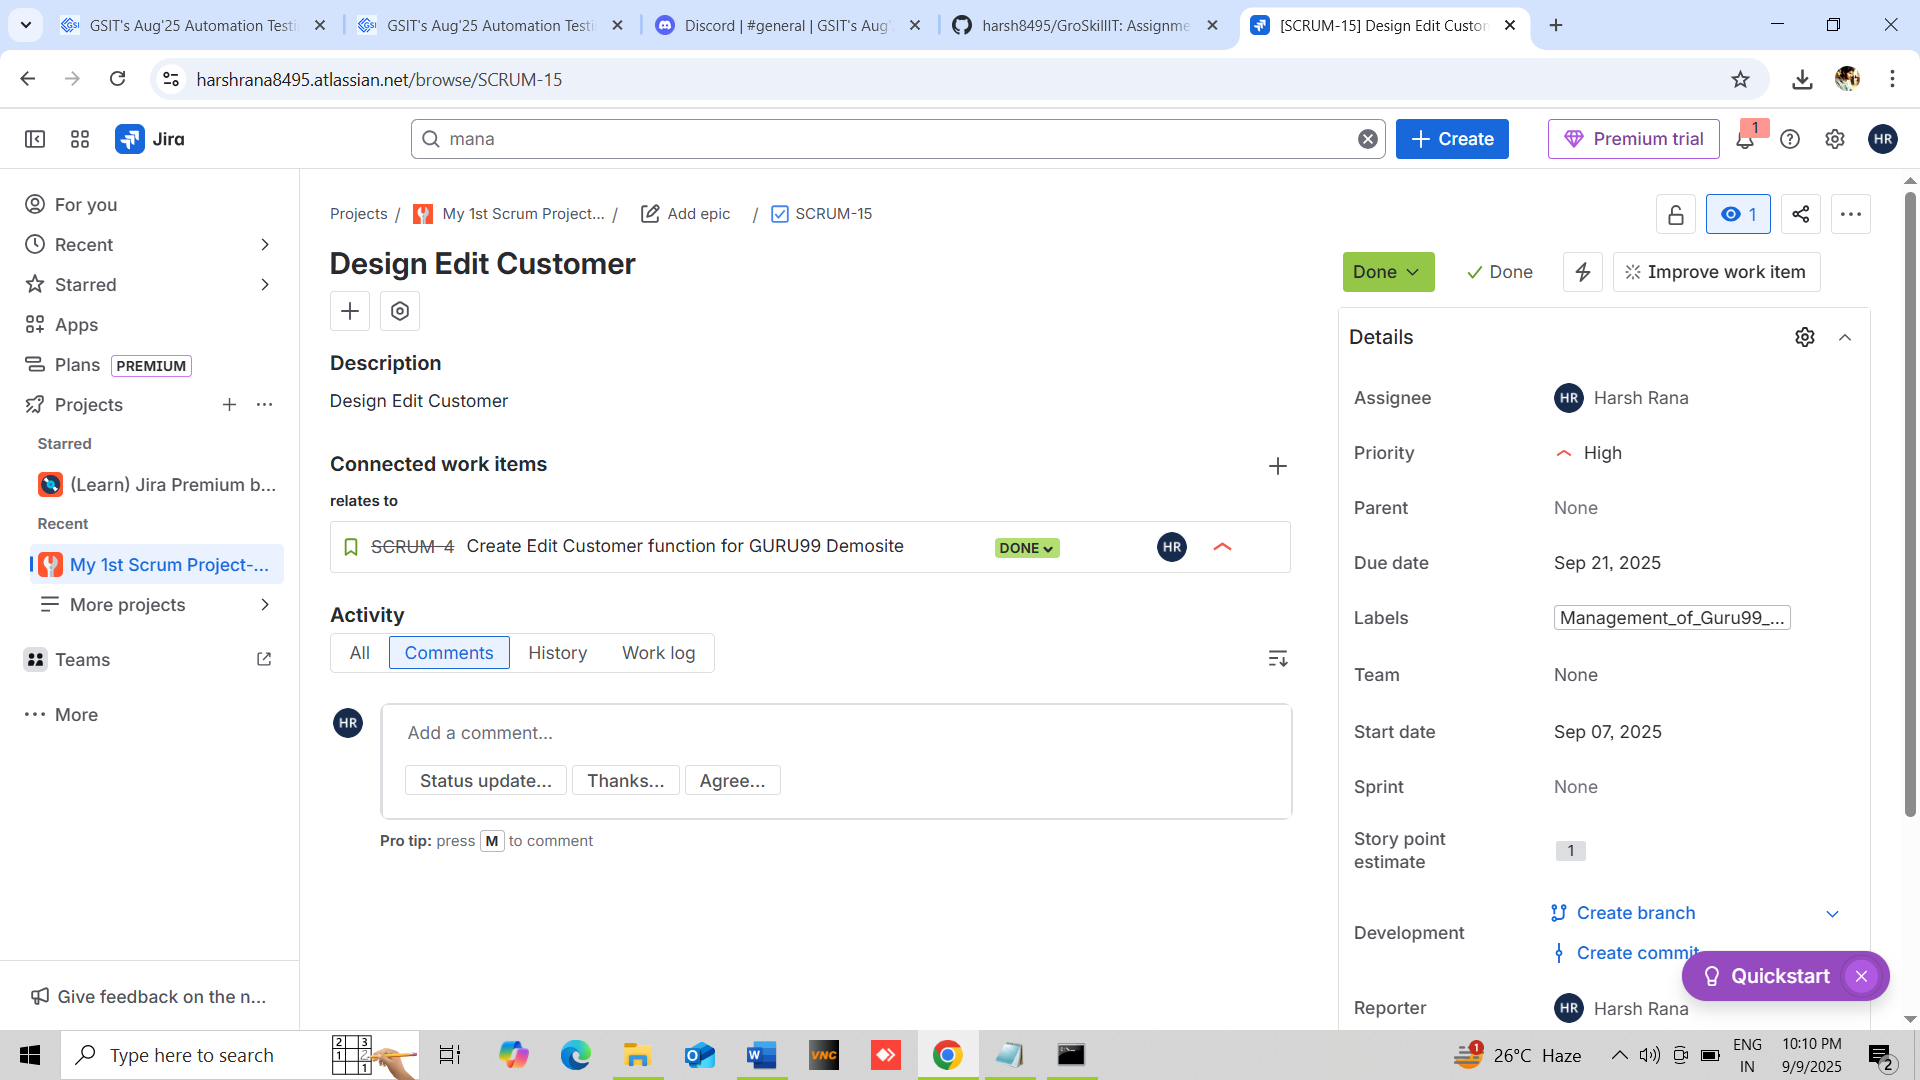 GSIT's Aug'25 Automation Testi
GSIT's Aug'25 Automation Testi
Discord | #general | GSIT's Aug'
harsh8495/GroSkillIT: Assignme
[SCRUM-15] Design Edit Custor
harshrana8495.atlassian.net/browse/SCRUM-15
Jira
mana
Create
Premium trial
1
HR
For you
Recent
Starred
Apps
Plans PREMIUM
Projects
Starred
(Learn) Jira Premium b...
Recent
My 1st Scrum Project-...
More projects
Teams
More
Give feedback on the n...
Projects / My 1st Scrum Project... / Add epic / SCRUM-15
1
Design Edit Customer
Done
Done
Improve work item
Description
Design Edit Customer
Connected work items
relates to
SCRUM-4 Create Edit Customer function for GURU99 Demosite DONE HR
Activity
All Comments History Work log
HR
Add a comment...
Status update... Thanks... Agree...
Pro tip: press M to comment
Details
Assignee HR Harsh Rana
Priority High
Parent None
Due date Sep 21, 2025
Labels Management_of_Guru99_...
Team None
Start date Sep 07, 2025
Sprint None
Story point estimate 1
Development Create branch
Create commit
Quickstart
Reporter HR Harsh Rana
Type here to search
VNC
1
26°C Haze
ENG
IN
10:10 PM
9/9/2025
2